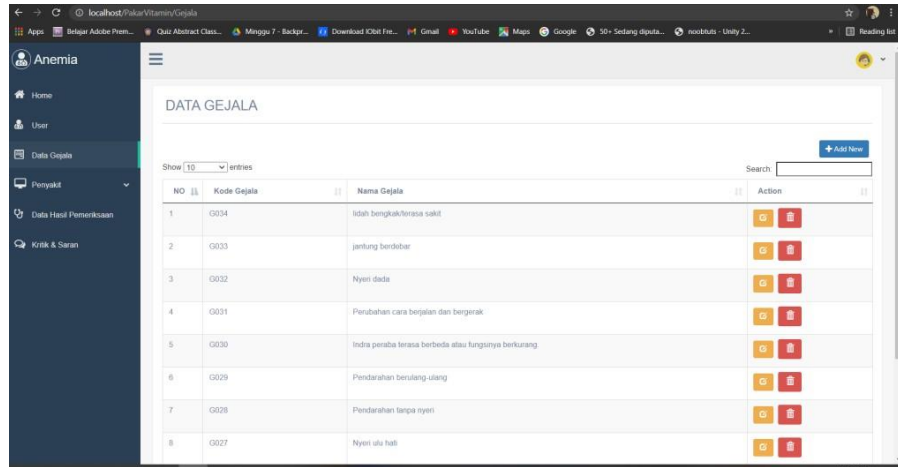 localhost/PakarVitamin/Gejala
Apps Belajar Adobe Prem... Quiz Abstract Class... Minggu 7 - Backpr... Download IObit Fre... Gmail YouTube Maps Google 50+ Sedang diputa... noobtuts - Unity 2... » Reading list
Anemia
Home
User
Data Gejala
Penyakit
Data Hasil Pemeriksaan
Kritik & Saran
DATA GEJALA
Add New
Show 10 entries
Search:
NO Kode Gejala Nama Gejala Action
1 G034 lidah bengkak/terasa sakit
2 G033 jantung berdebar
3 G032 Nyeri dada
4 G031 Perubahan cara berjalan dan bergerak
5 G030 Indra peraba terasa berbeda atau fungsinya berkurang.
6 G029 Pendarahan berulang-ulang
7 G028 Pendarahan tanpa nyeri
8 G027 Nyeri ulu hati